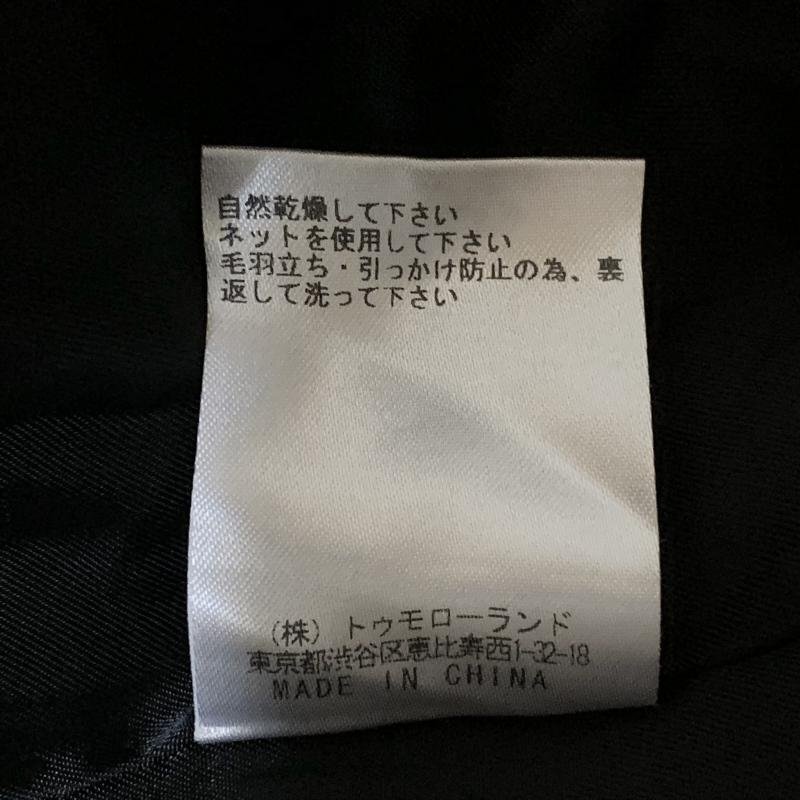 自然乾燥して下さい
ネットを使用して下さい
毛羽立ち・引っかけ防止の為、裏
返して洗って下さい
(株) トゥモローランド
東京都渋谷区恵比寿西1-32-18
MADE IN CHINA